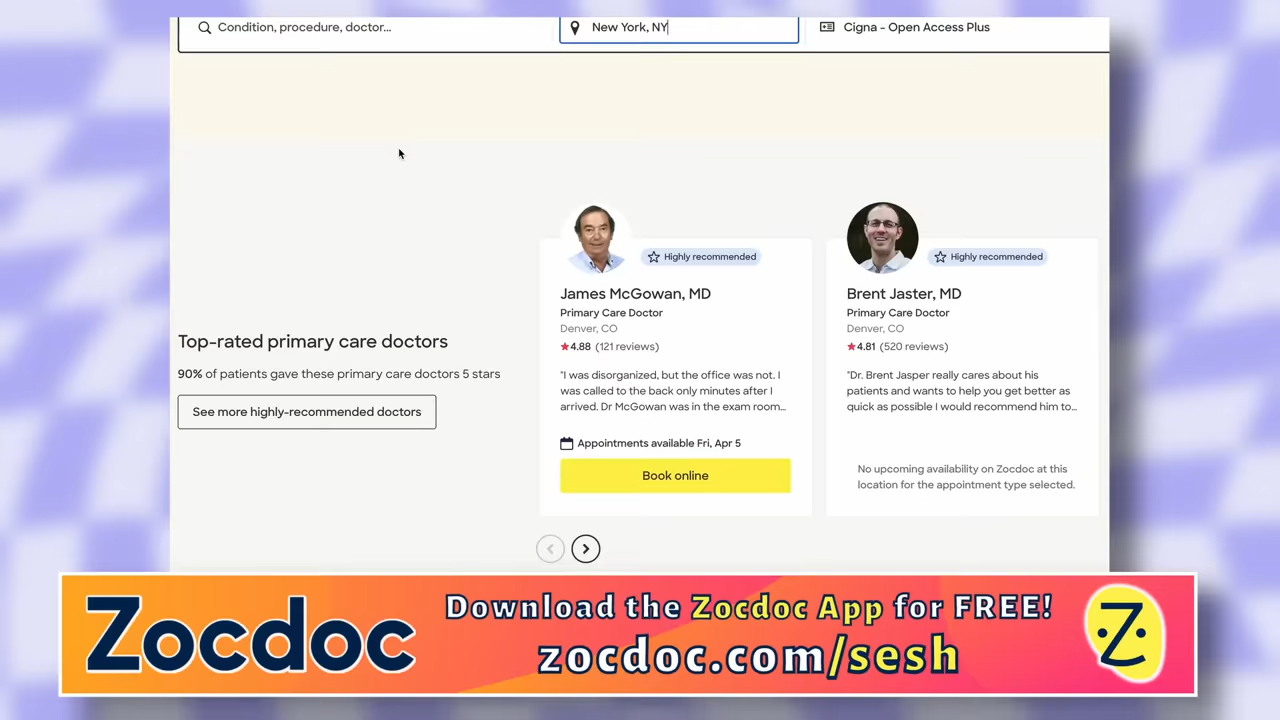 Condition, procedure, doctor...
New York, NY
Cigna - Open Access Plus
Top-rated primary care doctors
90% of patients gave these primary care doctors 5 stars
See more highly-recommended doctors
Highly recommended
James McGowan, MD
Primary Care Doctor
Denver, CO
4.88 (121 reviews)
"I was disorganized, but the office was not. I
was called to the back only minutes after I
arrived. Dr McGowan was in the exam room...
Appointments available Fri, Apr 5
Book online
Highly recommended
Brent Jaster, MD
Primary Care Doctor
Denver, CO
4.81 (520 reviews)
"Dr. Brent Jasper really cares about his
patients and wants to help you get better as
quick as possible I would recommend him to...
No upcoming availability on Zocdoc at this
location for the appointment type selected.
Zocdoc
Download the Zocdoc App for FREE!
zocdoc.com/sesh
Z